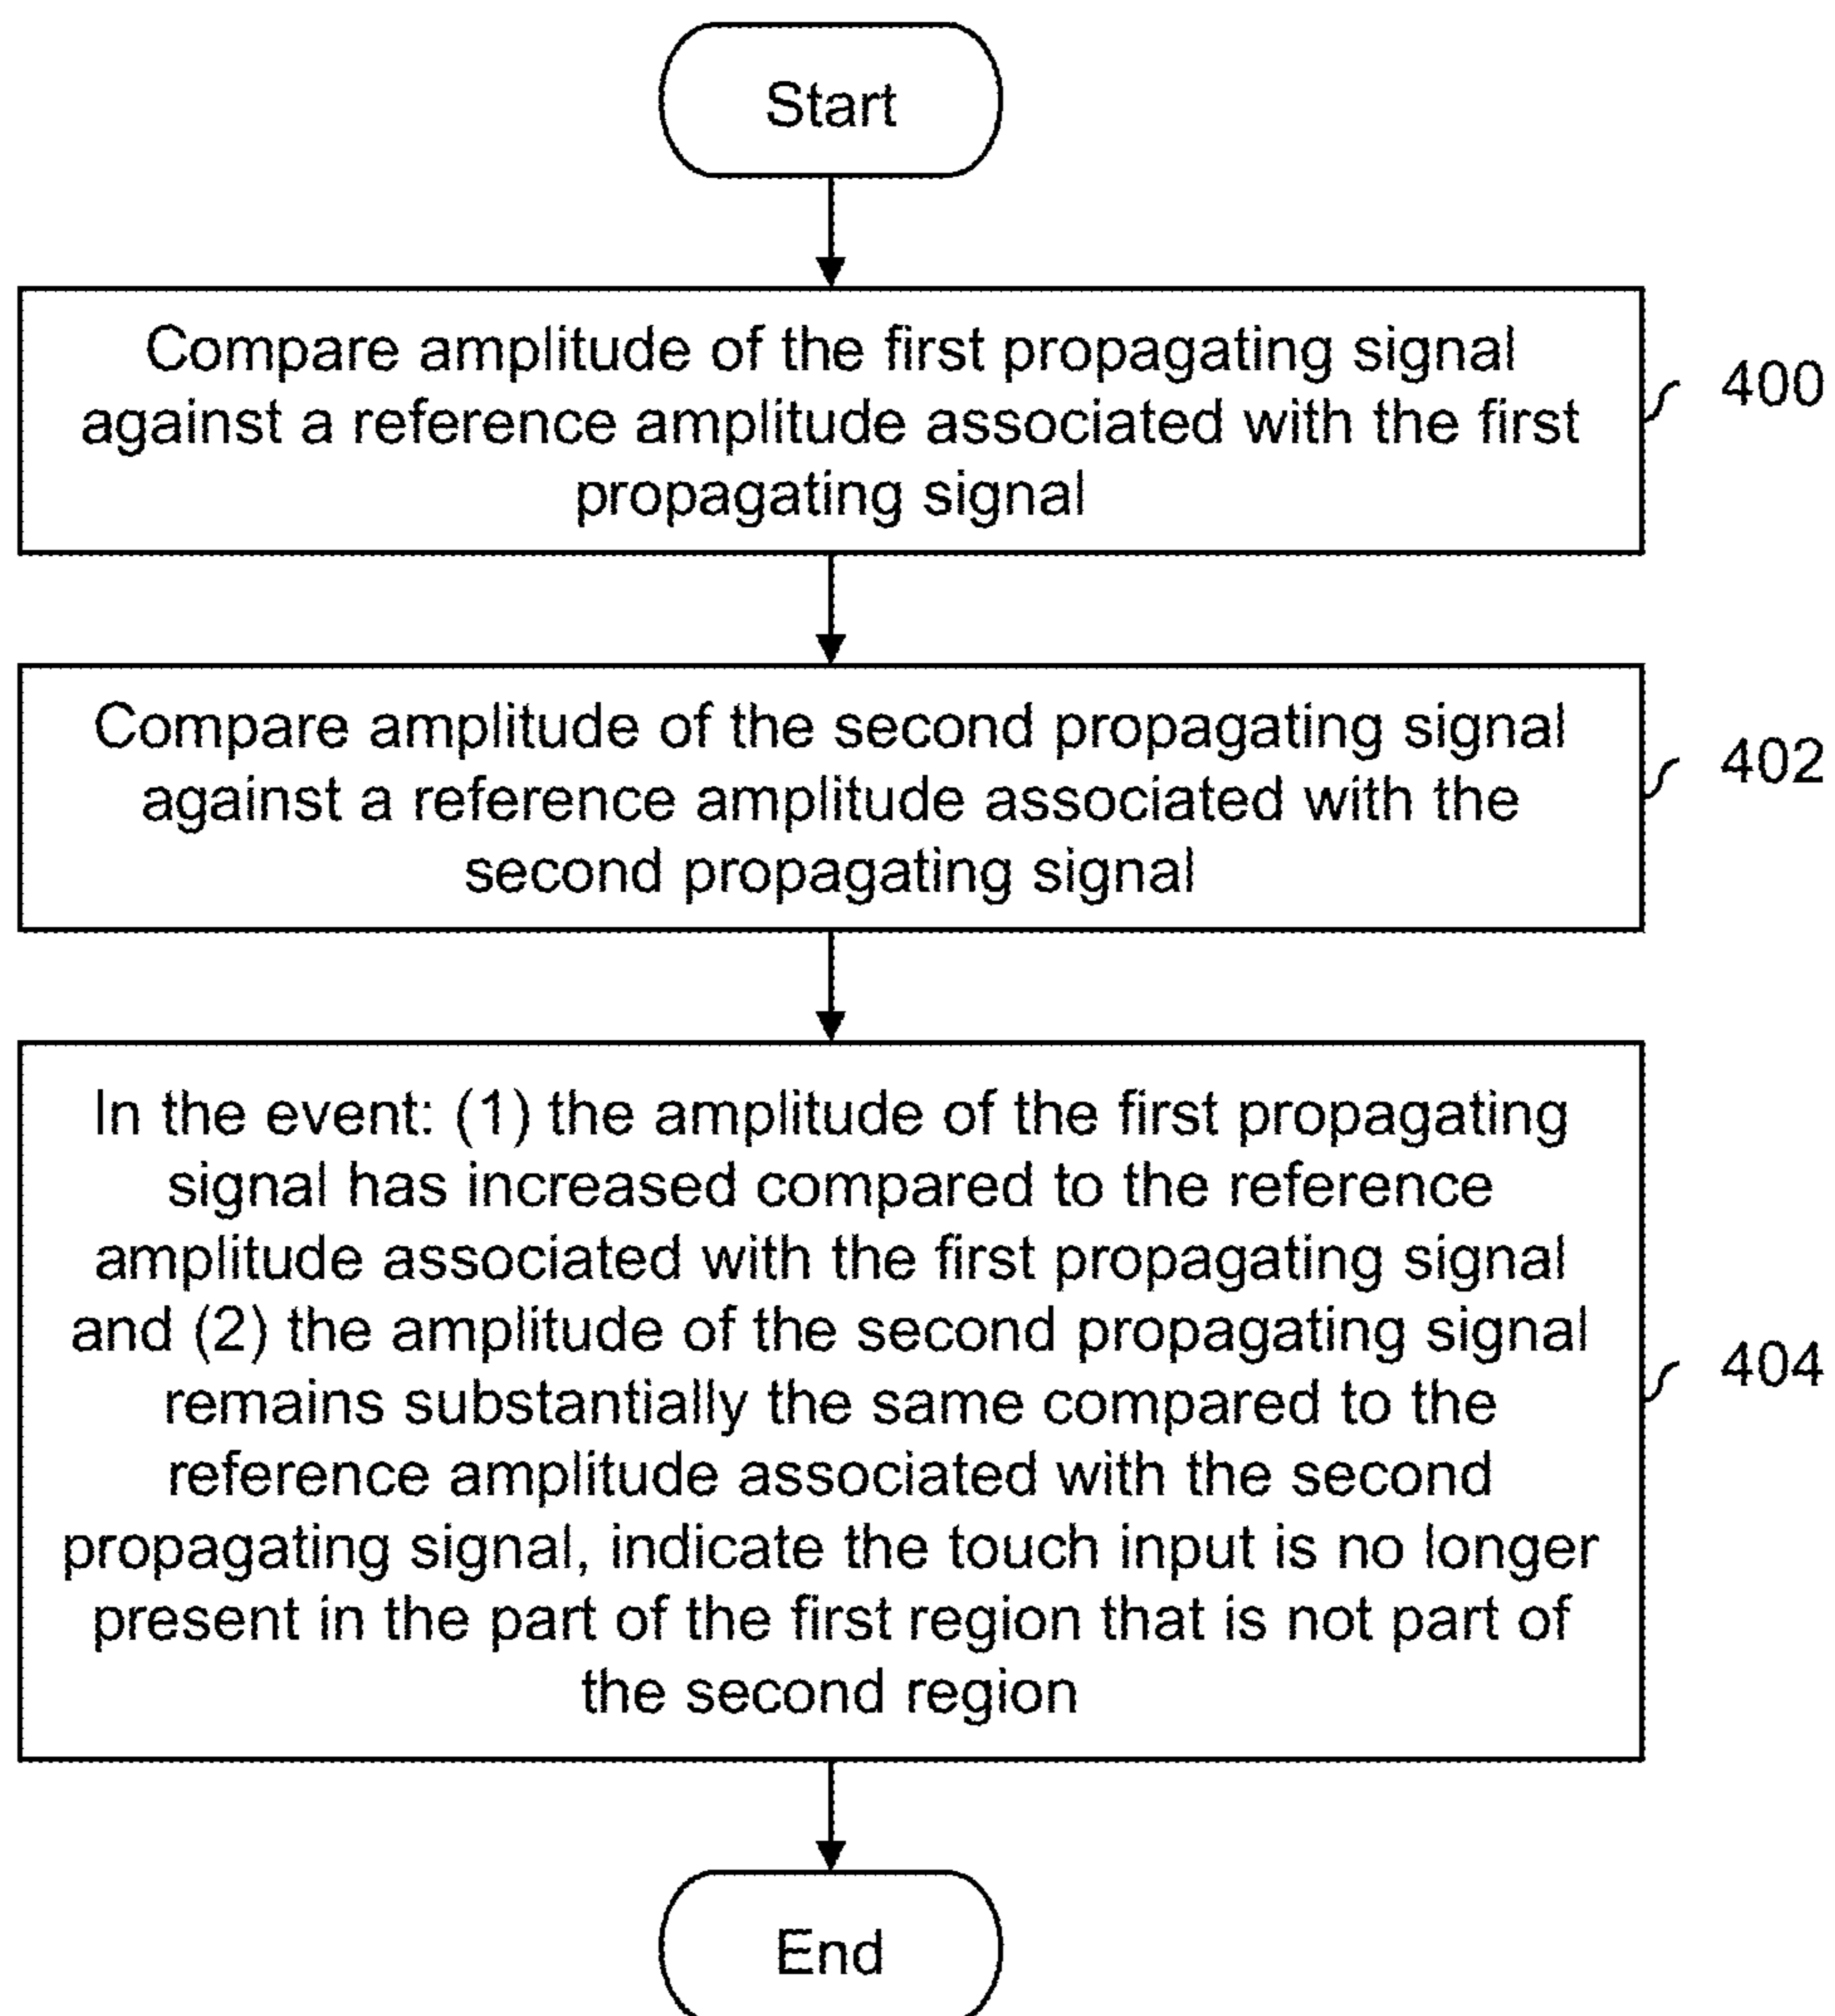 Start
Compare amplitude of the first propagating signal
against a reference amplitude associated with the first
propagating signal
400
Compare amplitude of the second propagating signal
against a reference amplitude associated with the
second propagating signal
402
In the event: (1) the amplitude of the first propagating
signal has increased compared to the reference
amplitude associated with the first propagating signal
and (2) the amplitude of the second propagating signal
remains substantially the same compared to the
reference amplitude associated with the second
propagating signal, indicate the touch input is no longer
present in the part of the first region that is not part of
the second region
404
End